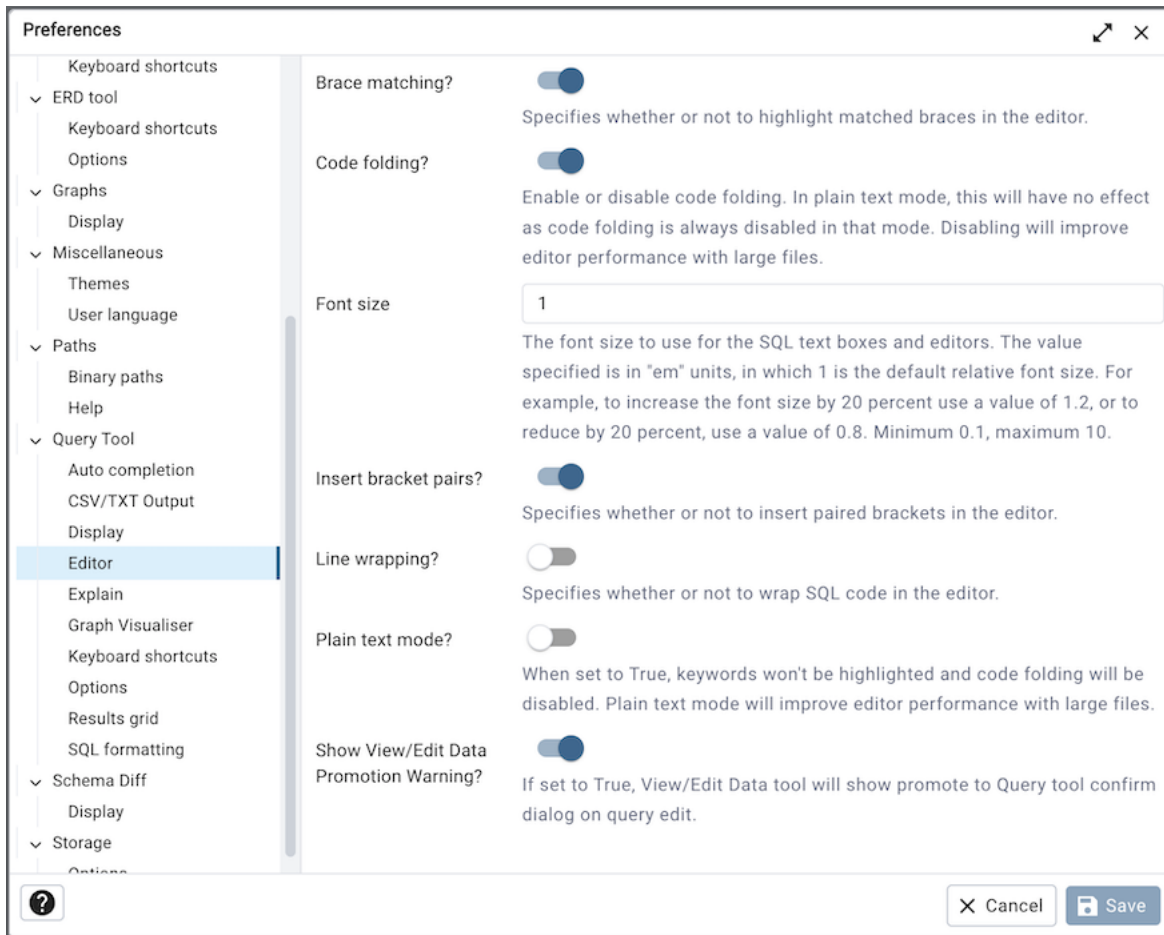 Preferences
Keyboard shortcuts
ERD tool
Keyboard shortcuts
Options
Graphs
Display
Miscellaneous
Themes
User language
Paths
Binary paths
Help
Query Tool
Auto completion
CSV/TXT Output
Display
Editor
Explain
Graph Visualiser
Keyboard shortcuts
Options
Results grid
SQL formatting
Schema Diff
Display
Storage
Options
Brace matching?
Specifies whether or not to highlight matched braces in the editor.
Code folding?
Enable or disable code folding. In plain text mode, this will have no effect
as code folding is always disabled in that mode. Disabling will improve
editor performance with large files.
Font size
1
The font size to use for the SQL text boxes and editors. The value
specified is in "em" units, in which 1 is the default relative font size. For
example, to increase the font size by 20 percent use a value of 1.2, or to
reduce by 20 percent, use a value of 0.8. Minimum 0.1, maximum 10.
Insert bracket pairs?
Specifies whether or not to insert paired brackets in the editor.
Line wrapping?
Specifies whether or not to wrap SQL code in the editor.
Plain text mode?
When set to True, keywords won't be highlighted and code folding will be
disabled. Plain text mode will improve editor performance with large files.
Show View/Edit Data
Promotion Warning?
If set to True, View/Edit Data tool will show promote to Query tool confirm
dialog on query edit.
?
Cancel
Save